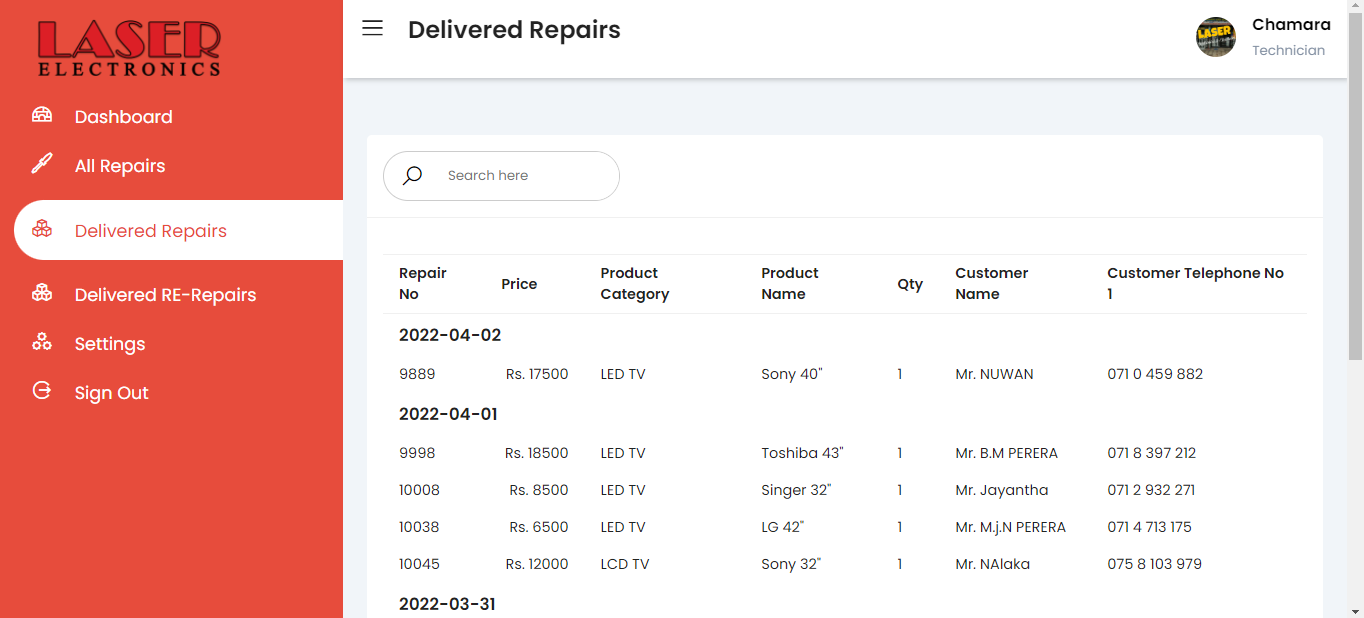 LASER
ELECTRONICS
Dashboard
All Repairs
Delivered Repairs
Delivered RE-Repairs
Settings
Sign Out
Delivered Repairs
LASER
Chamara
Technician
Search here
Repair No Price Product Category Product Name Qty Customer Name Customer Telephone No 1
2022-04-02
9889 Rs. 17500 LED TV Sony 40" 1 Mr. NUWAN 071 0 459 882
2022-04-01
9998 Rs. 18500 LED TV Toshiba 43" 1 Mr. B.M PERERA 071 8 397 212
10008 Rs. 8500 LED TV Singer 32" 1 Mr. Jayantha 071 2 932 271
10038 Rs. 6500 LED TV LG 42" 1 Mr. M.j.N PERERA 071 4 713 175
10045 Rs. 12000 LCD TV Sony 32" 1 Mr. NAlaka 075 8 103 979
2022-03-31